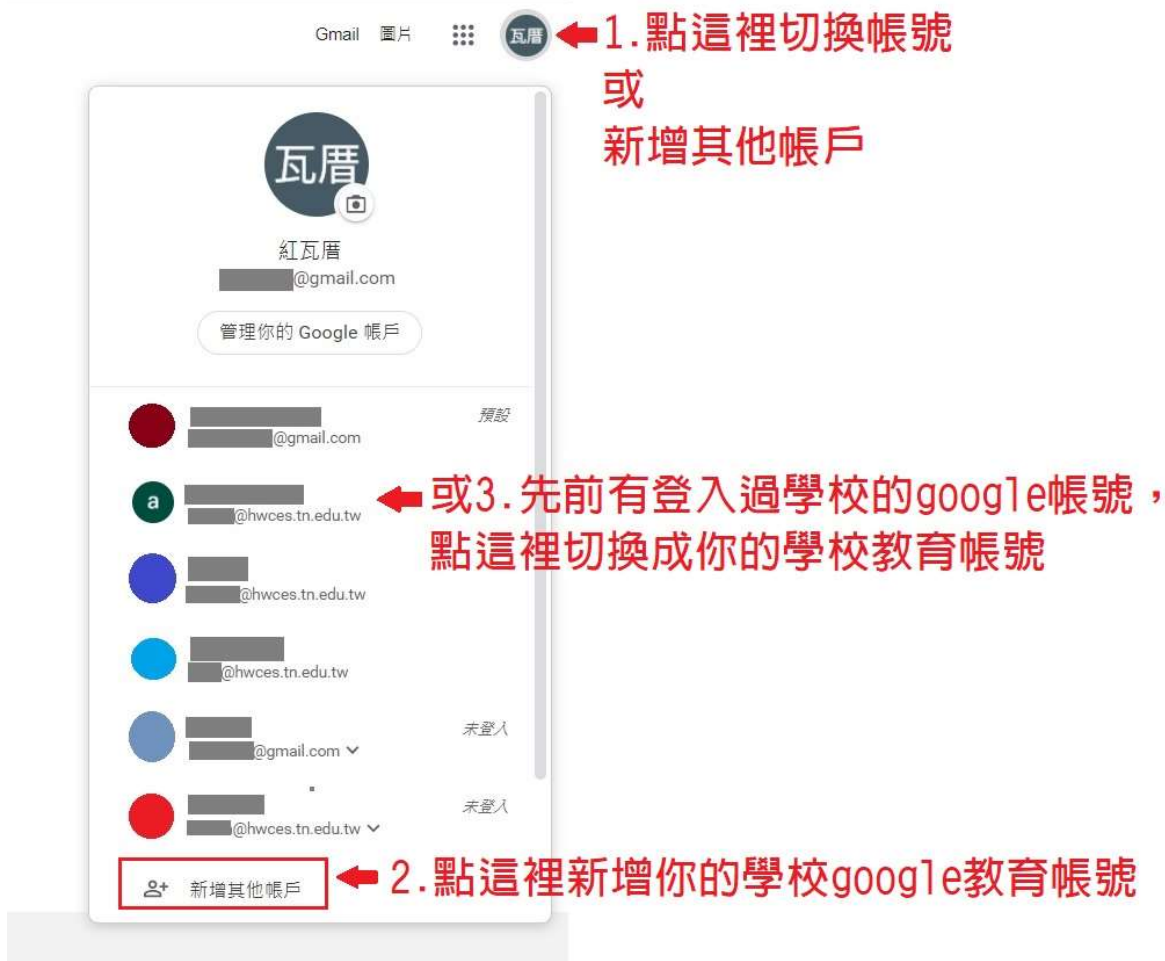 Gmail 圖片 瓦厝
1.點這裡切換帳號
或
新增其他帳戶
瓦厝
紅瓦厝
@gmail.com
管理你的 Google 帳戶
預設
@gmail.com
a
@hwces.tn.edu.tw
或3.先前有登入過學校的google帳號，
點這裡切換成你的學校教育帳號
@hwces.tn.edu.tw
@hwces.tn.edu.tw
未登入
@gmail.com
未登入
@hwces.tn.edu.tw
新增其他帳戶
2.點這裡新增你的學校google教育帳號